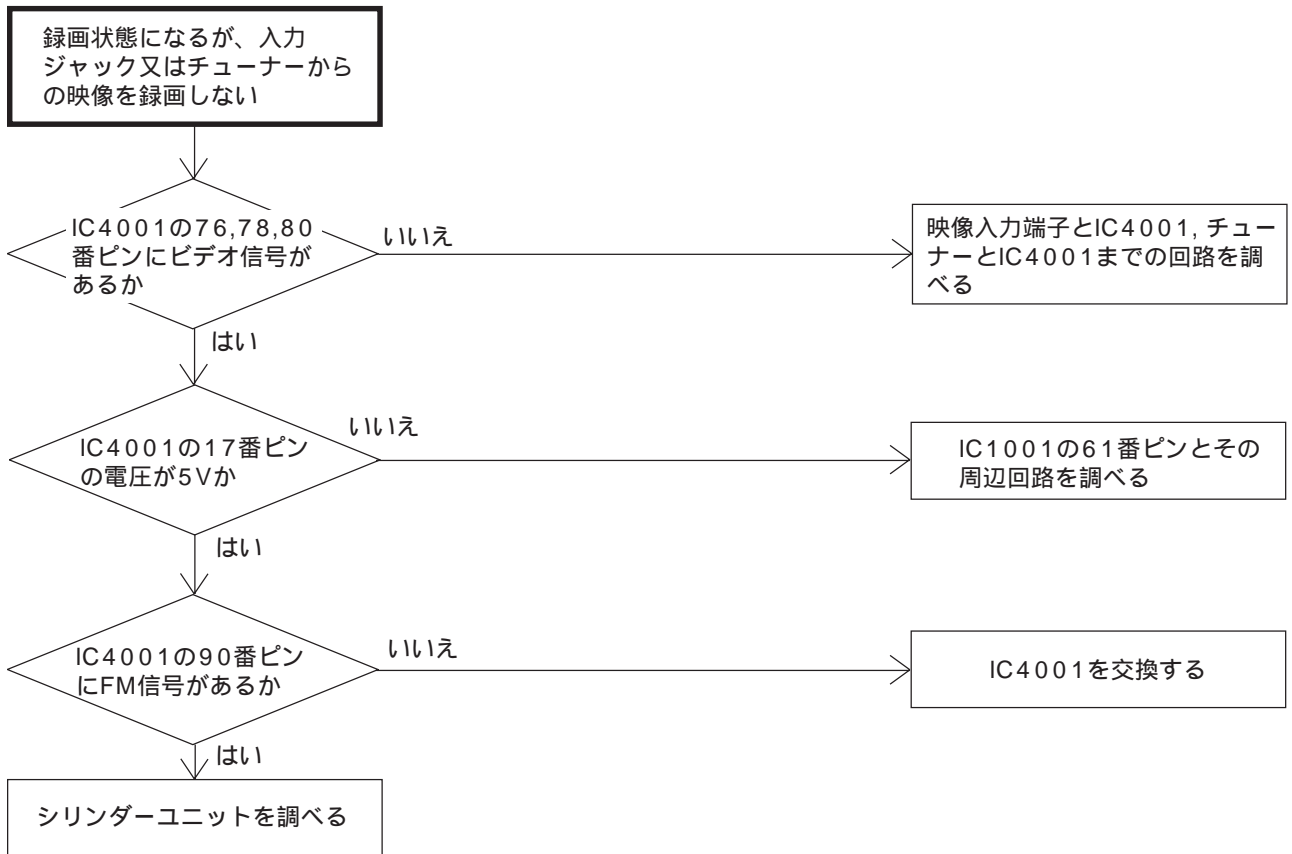 録画状態になるが、入力
ジャック又はチューナーから
の映像を録画しない
IC4001の76,78,80
番ピンにビデオ信号が
あるか
いいえ
映像入力端子とIC4001,チュー
ナーとIC4001までの回路を調
べる
はい
IC4001の17番ピン
の電圧が5Vか
いいえ
IC1001の61番ピンとその
周辺回路を調べる
はい
IC4001の90番ピン
にFM信号があるか
いいえ
IC4001を交換する
はい
シリンダーユニットを調べる